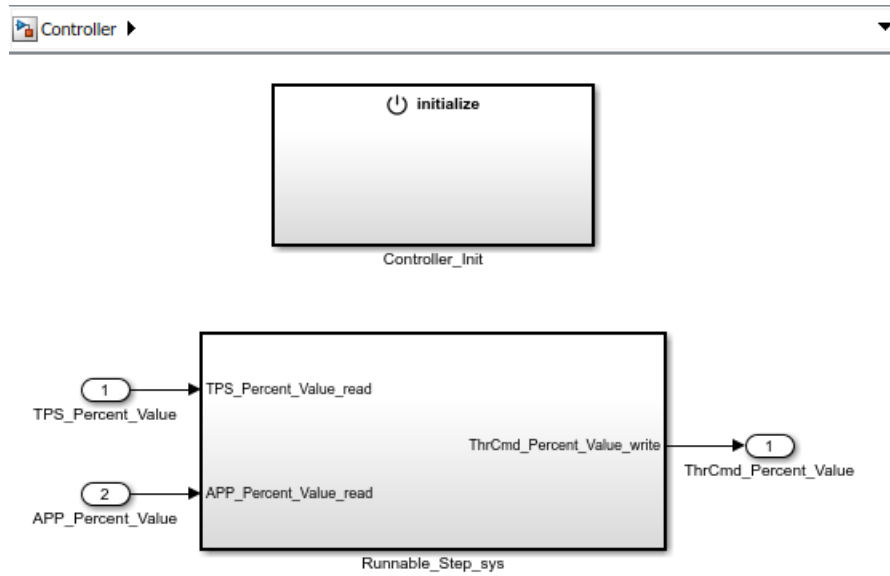 Controller
initialize
Controller_Init
1
TPS_Percent_Value
TPS_Percent_Value_read
ThrCmd_Percent_Value_write
1
ThrCmd_Percent_Value
2
APP_Percent_Value
APP_Percent_Value_read
Runnable_Step_sys